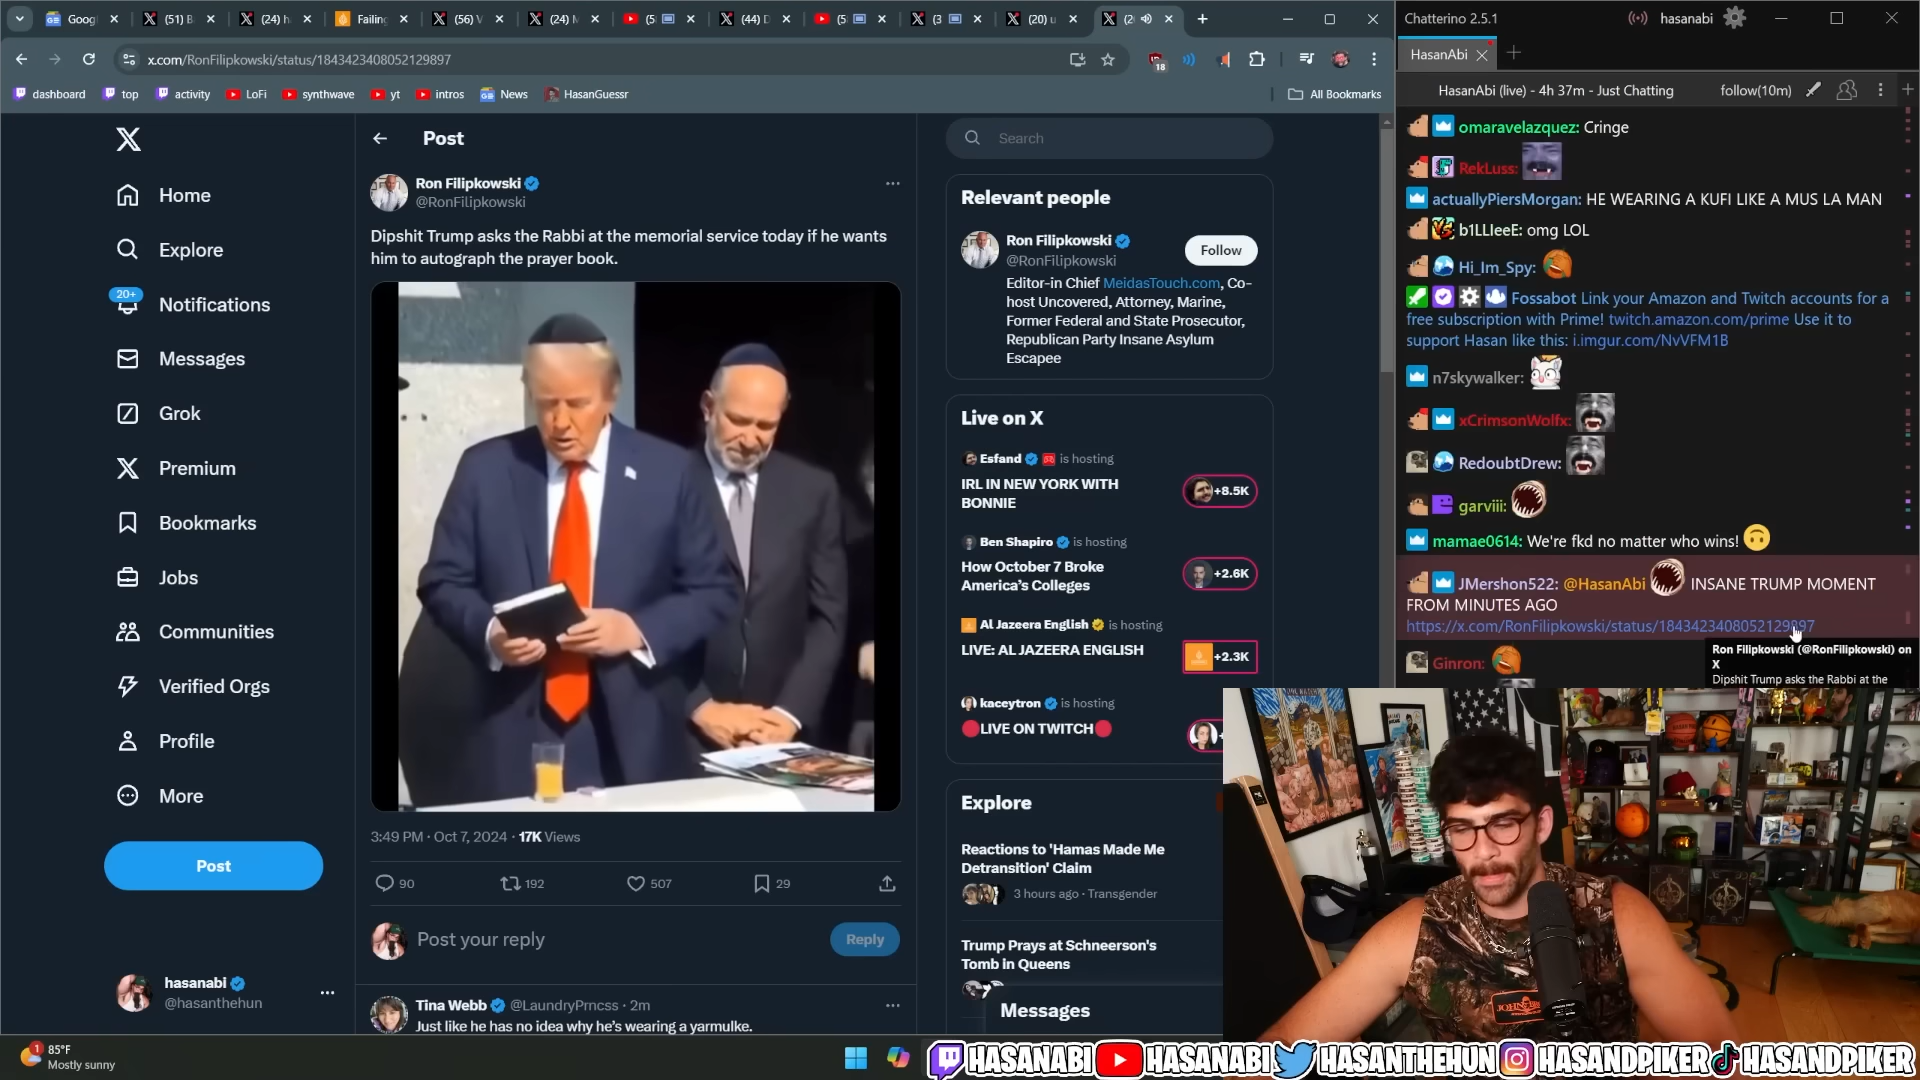 Goog
(51) B
(24) h
Failing
(56) V
(24) M
(5
(44) D
(5
(3
(20) u
(2
x.com/RonFilipkowski/status/1843423408052129897
18
dashboard
top
activity
LoFi
synthwave
yt
intros
News
HasanGuessr
All Bookmarks
Home
Explore
20+
Notifications
Messages
Grok
Premium
Bookmarks
Jobs
Communities
Verified Orgs
Profile
More
Post
hasanabi
@hasanthehun
Post
Ron Filipkowski
@RonFilipkowski
Dipshit Trump asks the Rabbi at the memorial service today if he wants
him to autograph the prayer book.
3:49 PM · Oct 7, 2024 · 17K Views
90
192
507
29
Post your reply
Reply
Tina Webb @LaundryPrncss · 2m
Just like he has no idea why he's wearing a yarmulke.
Search
Relevant people
Ron Filipkowski
@RonFilipkowski
Follow
Editor-in Chief MeidasTouch.com, Co-
host Uncovered, Attorney, Marine,
Former Federal and State Prosecutor,
Republican Party Insane Asylum
Escapee
Live on X
Esfand is hosting
IRL IN NEW YORK WITH
BONNIE
+8.5K
Ben Shapiro is hosting
How October 7 Broke
America's Colleges
+2.6K
Al Jazeera English is hosting
LIVE: AL JAZEERA ENGLISH
+2.3K
kaceytron is hosting
LIVE ON TWITCH
Explore
Reactions to 'Hamas Made Me
Detransition' Claim
3 hours ago · Transgender
Trump Prays at Schneerson's
Tomb in Queens
Messages
Chatterino 2.5.1
hasanabi
HasanAbi
HasanAbi (live) - 4h 37m - Just Chatting
follow(10m)
omaravelazquez: Cringe
RekLuss:
actuallyPiersMorgan: HE WEARING A KUFI LIKE A MUS LA MAN
b1LLIeeE: omg LOL
Hi_Im_Spy:
Fossabot Link your Amazon and Twitch accounts for a
free subscription with Prime! twitch.amazon.com/prime Use it to
support Hasan like this: i.imgur.com/NvVFM1B
n7skywalker:
xCrimsonWolfx:
RedoubtDrew:
garviii:
mamae0614: We're fkd no matter who wins!
JMershon522: @HasanAbi INSANE TRUMP MOMENT
FROM MINUTES AGO
https://x.com/RonFilipkowski/status/1843423408052129897
Ginron:
Ron Filipkowski (@RonFilipkowski) on
X
Dipshit Trump asks the Rabbi at the
1
85°F
Mostly sunny
HASANABI HASANABI HASANTHEHUN HASANDPIKER HASANDPIKER